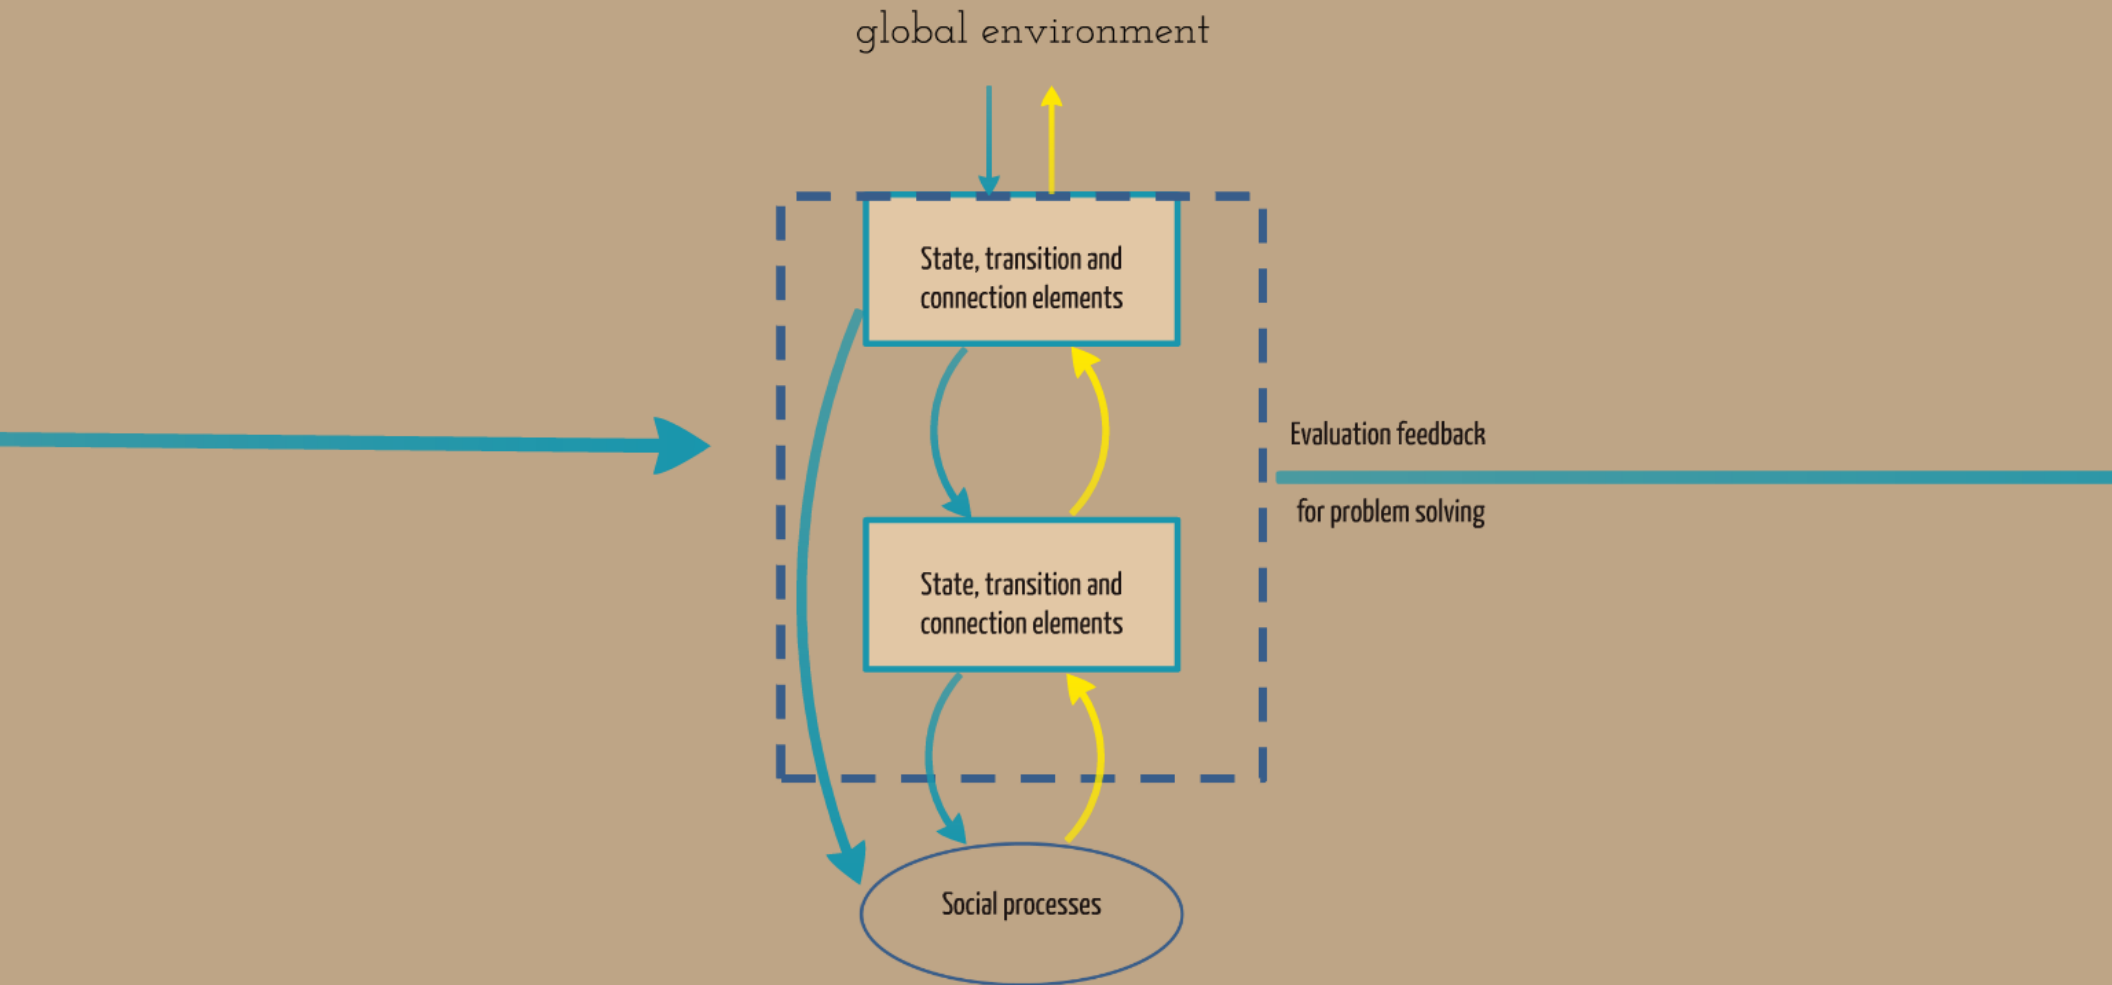 global environment
State, transition and
connection elements
Evaluation feedback
for problem solving
State, transition and
connection elements
Social processes